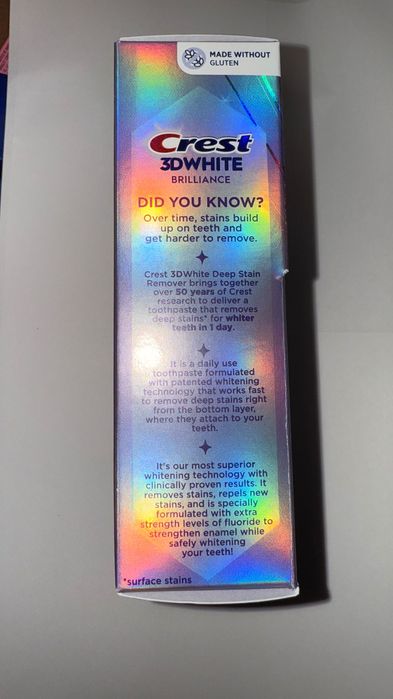 MADE WITHOUT
GLUTEN
Crest
3DWHITE
BRILLIANCE
DID YOU KNOW?
Over time, stains build
up on teeth and
get harder to remove.
Crest 3DWhite Deep Stain
Remover brings together
over 50 years of Crest
research to deliver a
toothpaste that removes
deep stains* for whiter
teeth in 1 day.
It is a daily use
toothpaste formulated
with patented whitening
technology that works fast
to remove deep stains right
from the bottom layer,
where they attach to your
teeth.
It's our most superior
whitening technology with
clinically proven results. It
removes stains, repels new
stains, and is specially
formulated with extra
strength levels of fluoride to
strengthen enamel while
safely whitening
your teeth!
*surface stains